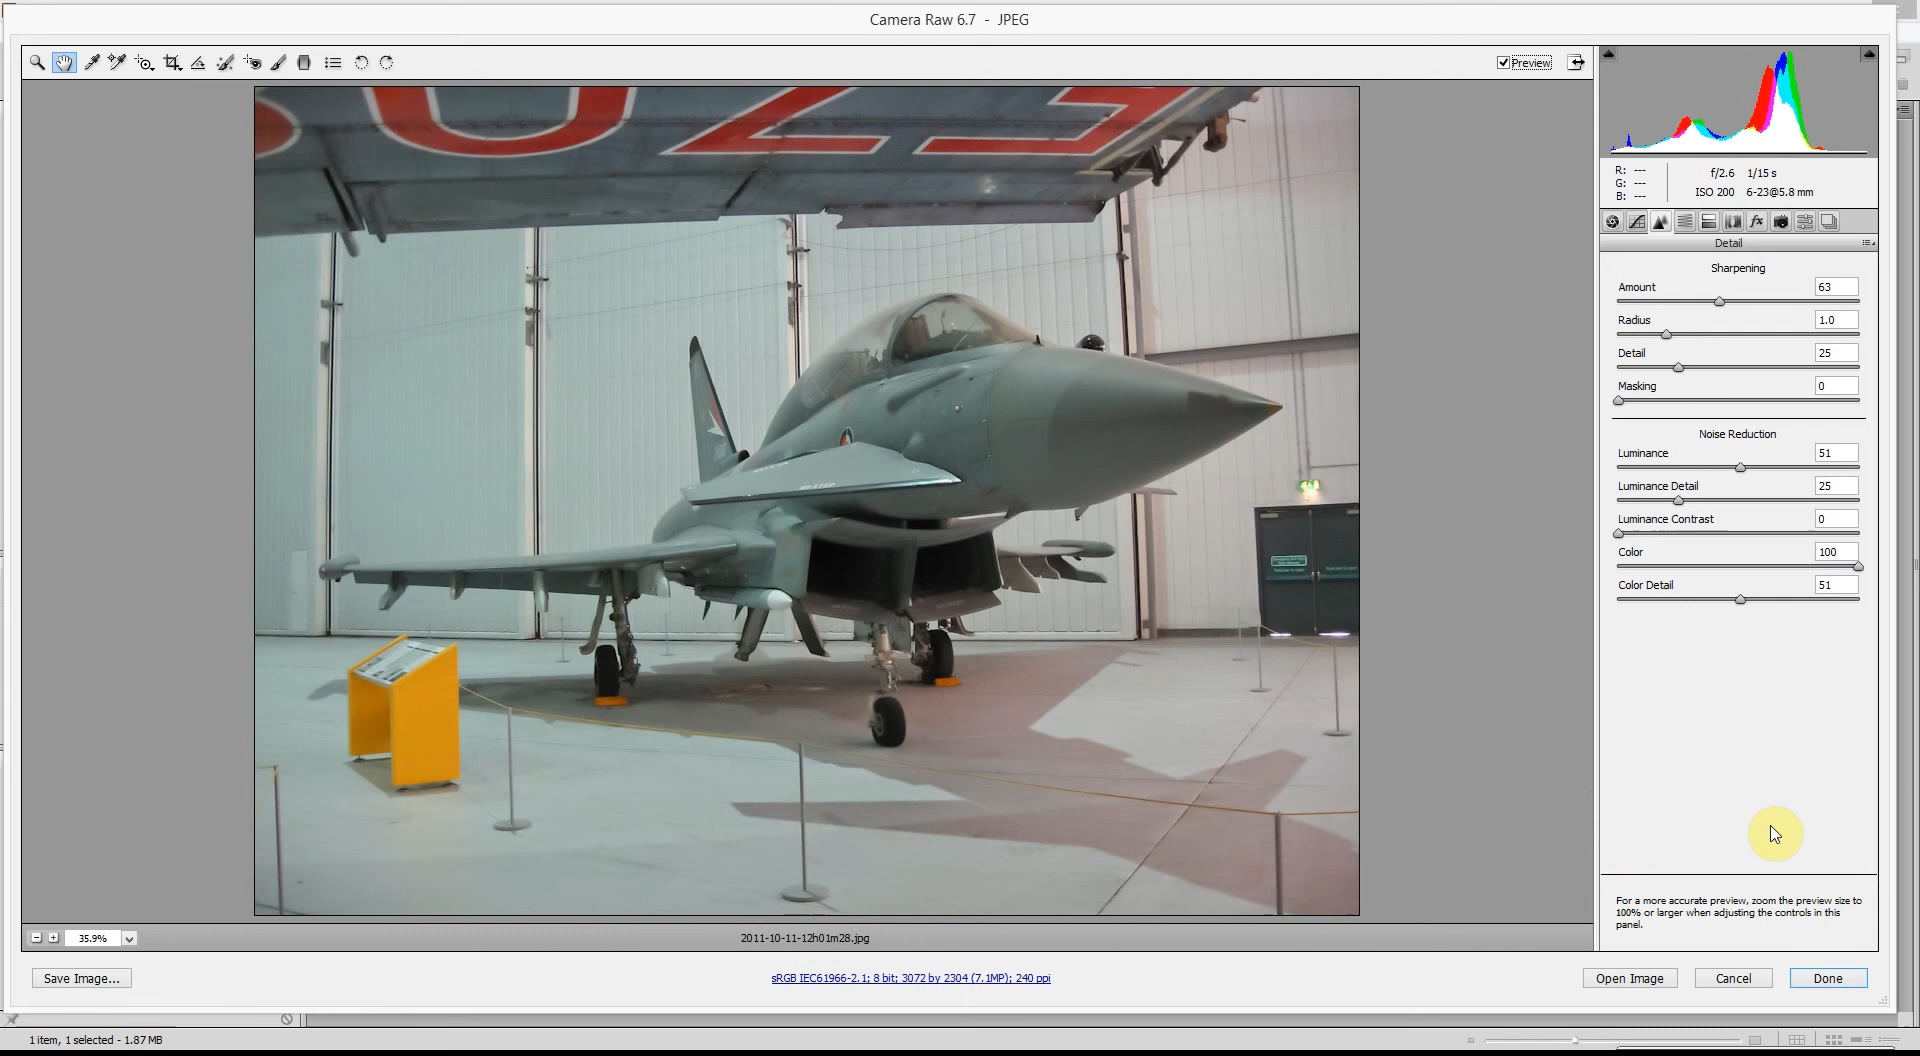 Camera Raw 6.7 - JPEG
Preview
R: ---
G: ---
B: ---
f/2.6 1/15 s
ISO 200 6-23@5.8 mm
fx
Detail
Sharpening
Amount 63
Radius 1.0
Detail 25
Masking 0
Noise Reduction
Luminance 51
Luminance Detail 25
Luminance Contrast 0
Color 100
Color Detail 51
For a more accurate preview, zoom the preview size to
100% or larger when adjusting the controls in this
panel.
35.9%
2011-10-11-12h01m28.jpg
Save Image...
sRGB IEC61966-2.1; 8 bit; 3072 by 2304 (7.1MP); 240 ppi
Open Image
Cancel
Done
1 item, 1 selected - 1.87 MB